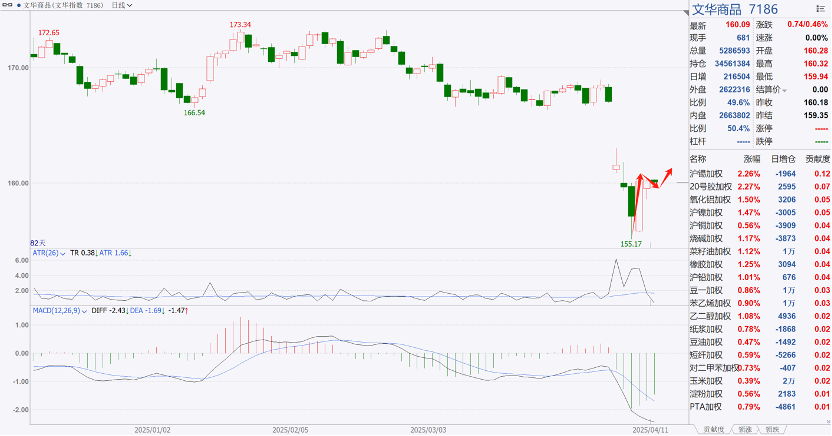 文华商品(文华指数 7186) 日线
172.65
173.34
170.00
166.54
160.00
155.17
82天
ATR(26) TR 0.38↓ATR 1.66↓
6.00
4.00
2.00
MACD(12,26,9) DIFF -2.43↓DEA -1.69↓ -1.47↑
1.00
0.00
-1.00
-2.00
2025/01/02 2025/02/05 2025/03/03 2025/04/11
文华商品 7186
最新 160.09 涨跌 0.74/0.46%
现手 681 速涨 0.00%
总量 5286593 开盘 160.28
持仓 34561384 最高 160.32
日增 216504 最低 159.94
外盘 2622316 结算价 0.00
比例 49.6% 昨收 160.18
内盘 2663802 昨结 159.35
比例 50.4% 涨停 -----
杠杆 ----- 跌停 -----
名称 涨幅 日增仓 贡献度
沪锡加权 2.26% -1964 0.12
20号胶加权 2.27% 2595 0.07
氧化铝加权 1.50% 3206 0.05
沪镍加权 1.47% -3005 0.05
沪铜加权 0.56% -3909 0.04
烧碱加权 1.17% -3873 0.04
菜籽油加权 1.12% 1万 0.04
橡胶加权 1.25% 3094 0.04
沪铅加权 1.01% 676 0.04
豆一加权 0.86% 1万 0.03
苯乙烯加权 0.90% 1万 0.03
乙二醇加权 1.08% 4936 0.02
纸浆加权 0.78% -1868 0.02
豆油加权 0.47% -1492 0.02
短纤加权 0.59% -5266 0.02
对二甲苯加权 0.73% -407 0.02
玉米加权 0.39% 2万 0.02
淀粉加权 0.56% 2183 0.01
PTA加权 0.79% -4861 0.01
贡献度 领涨 领跌